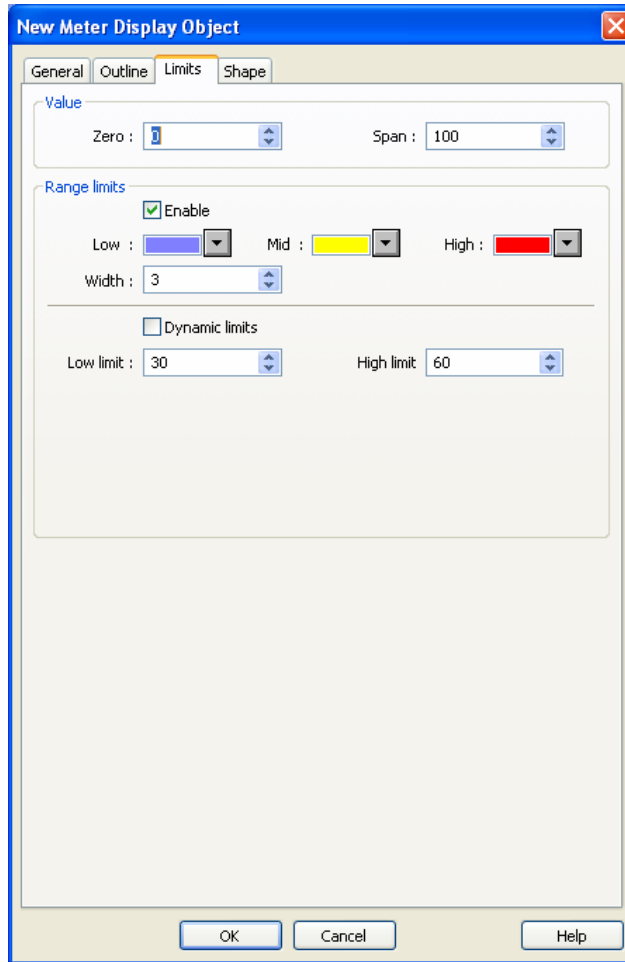 New Meter Display Object
General Outline Limits Shape
Value
Zero : 0 Span : 100
Range limits
Enable
Low : Mid : High :
Width : 3
Dynamic limits
Low limit : 30 High limit 60
OK Cancel Help